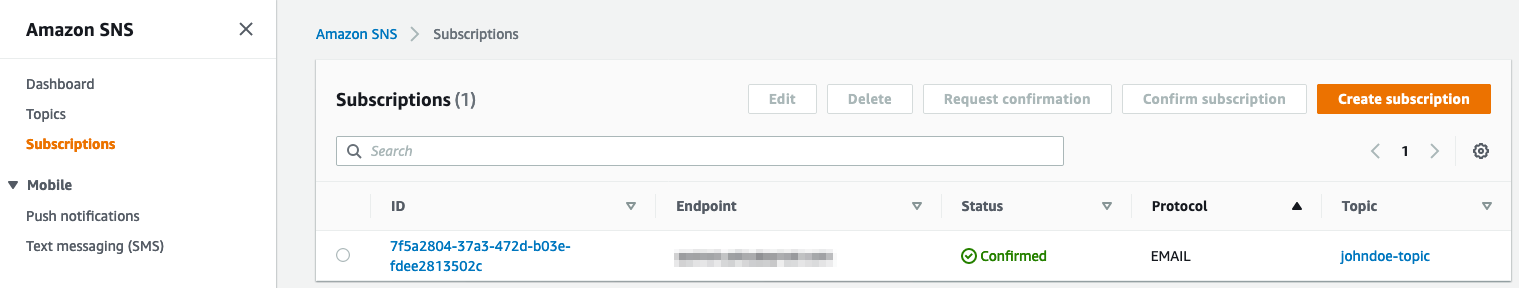 Amazon SNS
Dashboard
Topics
Subscriptions
Mobile
Push notifications
Text messaging (SMS)
Amazon SNS Subscriptions
Subscriptions (1) Edit Delete Request confirmation Confirm subscription Create subscription
Search 1
ID Endpoint Status Protocol Topic
7f5a2804-37a3-472d-b03e-
fdee2813502c Confirmed EMAIL johndoe-topic